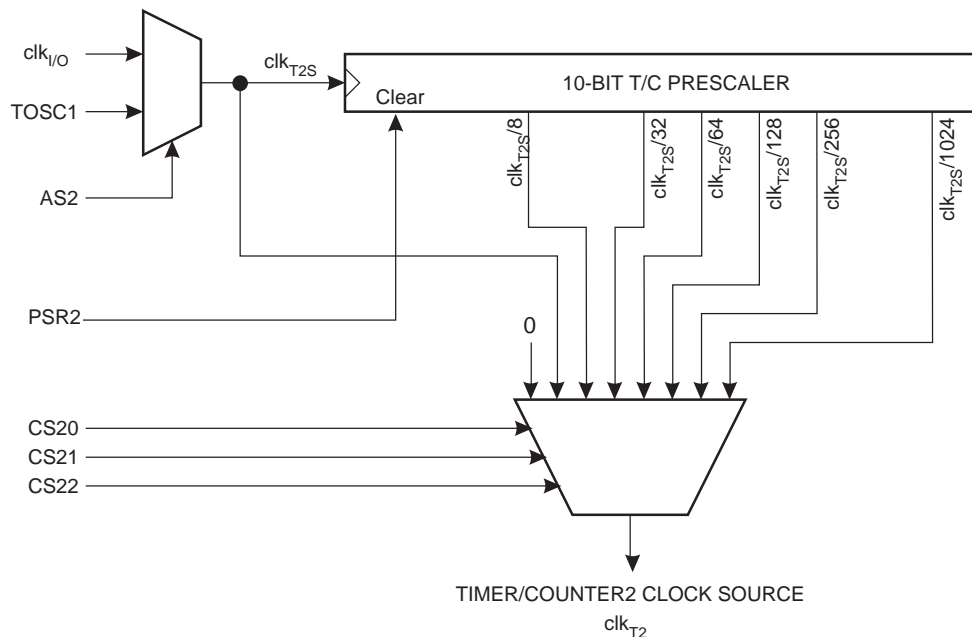 clkI/O
clkT2S
10-BIT T/C PRESCALER
TOSC1
Clear
clkT2S/8
clkT2S/32
clkT2S/64
clkT2S/128
clkT2S/256
clkT2S/1024
AS2
PSR2
0
CS20
CS21
CS22
TIMER/COUNTER2 CLOCK SOURCE
clkT2